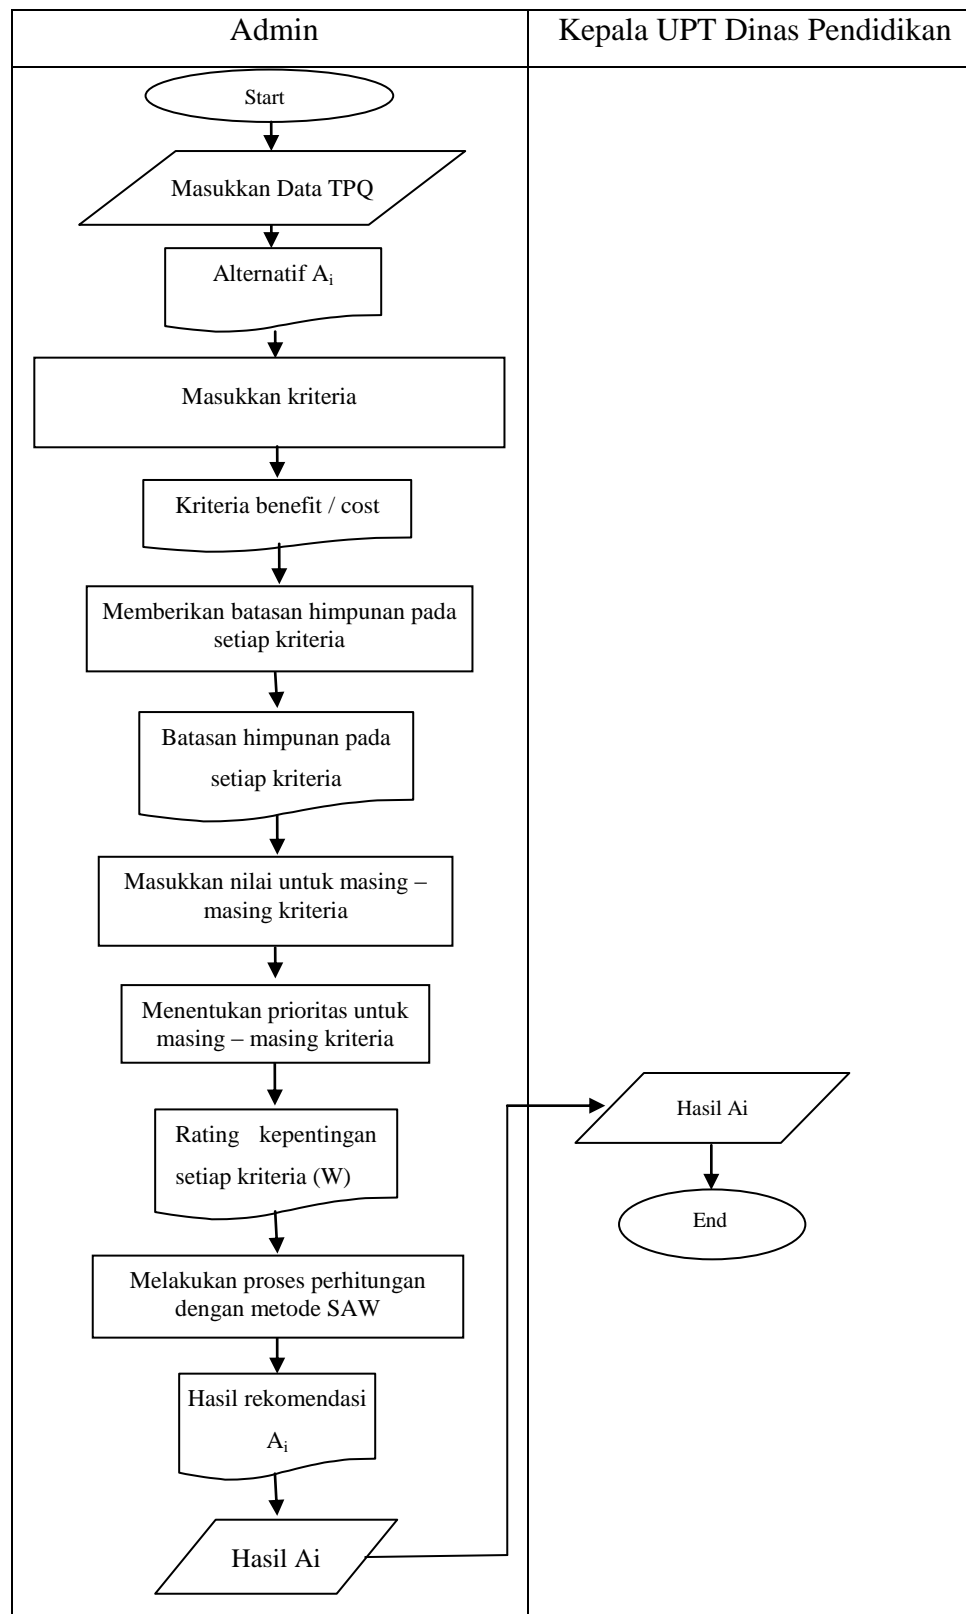 Admin
Kepala UPT Dinas Pendidikan
Start
Masukkan Data TPQ
Alternatif Aᵢ
Masukkan kriteria
Kriteria benefit / cost
Memberikan batasan himpunan pada
setiap kriteria
Batasan himpunan pada
setiap kriteria
Masukkan nilai untuk masing –
masing kriteria
Menentukan prioritas untuk
masing – masing kriteria
Rating kepentingan
setiap kriteria (W)
Melakukan proses perhitungan
dengan metode SAW
Hasil rekomendasi
Aᵢ
Hasil Ai
Hasil Ai
End